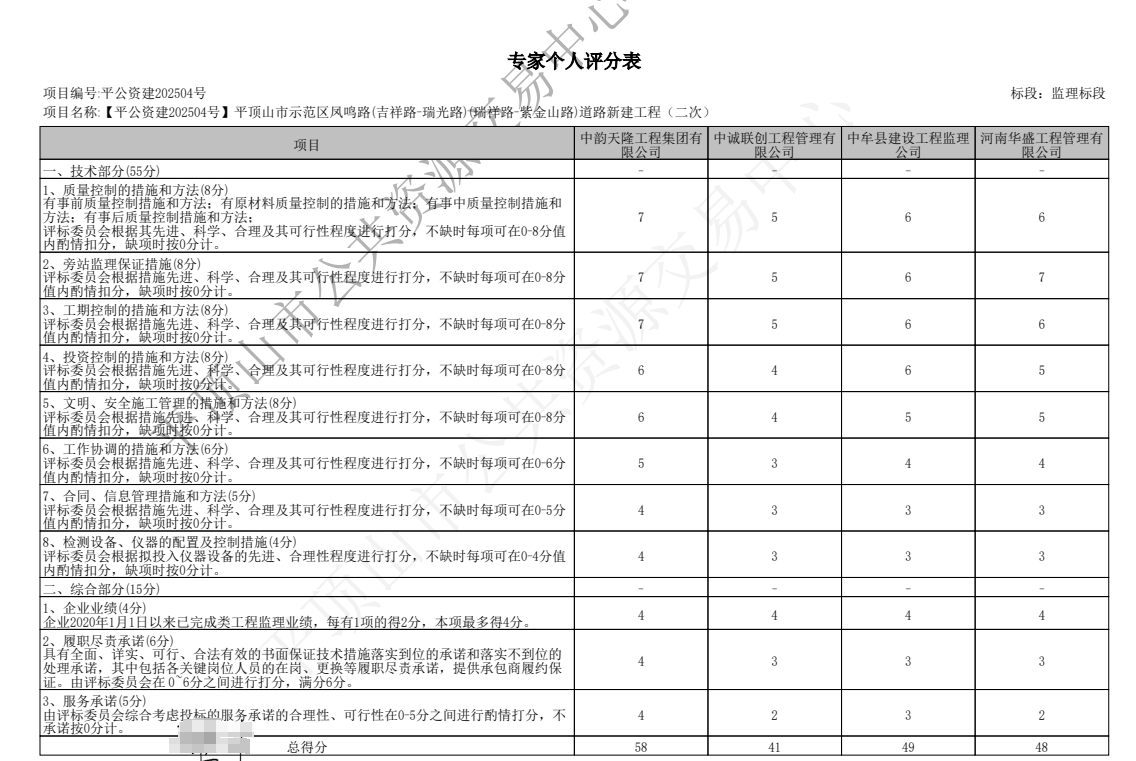 专家个人评分表
项目编号:平公资建202504号
标段：监理标段
项目名称:【平公资建202504号】平顶山市示范区凤鸣路(吉祥路-瑞光路)(瑞祥路-紫金山路)道路新建工程（二次）
项目 中韵天隆工程集团有限公司 中诚联创工程管理有限公司 中牟县建设工程监理公司 河南华盛工程管理有限公司
一、技术部分(55分) - - - -
1、质量控制的措施和方法(8分)
有事前质量控制措施和方法；有原材料质量控制的措施和方法；有事中质量控制措施和
方法；有事后质量控制措施和方法；
评标委员会根据其先进、科学、合理及其可行性程度进行打分，不缺时每项可在0-8分值
内酌情扣分，缺项时按0分计。
7 5 6 6
2、旁站监理保证措施(8分)
评标委员会根据措施先进、科学、合理及其可行性程度进行打分，不缺时每项可在0-8分
值内酌情扣分，缺项时按0分计。
7 5 6 7
3、工期控制的措施和方法(8分)
评标委员会根据措施先进、科学、合理及其可行性程度进行打分，不缺时每项可在0-8分
值内酌情扣分，缺项时按0分计。
7 5 6 6
4、投资控制的措施和方法(8分)
评标委员会根据措施先进、科学、合理及其可行性程度进行打分，不缺时每项可在0-8分
值内酌情扣分，缺项时按0分计。
6 4 6 5
5、文明、安全施工管理的措施和方法(8分)
评标委员会根据措施先进、科学、合理及其可行性程度进行打分，不缺时每项可在0-8分
值内酌情扣分，缺项时按0分计。
6 4 5 5
6、工作协调的措施和方法(6分)
评标委员会根据措施先进、科学、合理及其可行性程度进行打分，不缺时每项可在0-6分
值内酌情扣分，缺项时按0分计。
5 3 4 4
7、合同、信息管理措施和方法(5分)
评标委员会根据措施先进、科学、合理及其可行性程度进行打分，不缺时每项可在0-5分
值内酌情扣分，缺项时按0分计。
4 3 3 3
8、检测设备、仪器的配置及控制措施(4分)
评标委员会根据拟投入仪器设备的先进、合理性程度进行打分，不缺时每项可在0-4分值
内酌情扣分，缺项时按0分计。
4 3 3 3
二、综合部分(15分) - - - -
1、企业业绩(4分)
企业2020年1月1日以来已完成类工程监理业绩，每有1项的得2分，本项最多得4分。
4 4 4 4
2、履职尽责承诺(6分)
具有全面、详实、可行、合法有效的书面保证技术措施落实到位的承诺和落实不到位的
处理承诺，其中包括各关键岗位人员的在岗、更换等履职尽责承诺，提供承包商履约保
证。由评标委员会在0~6分之间进行打分，满分6分。
4 3 3 3
3、服务承诺(5分)
由评标委员会综合考虑投标的服务承诺的合理性、可行性在0-5分之间进行酌情打分，不
承诺按0分计。
4 2 3 2
总得分 58 41 49 48
平顶山市公共资源交易中心
平顶山市公共资源交易中心